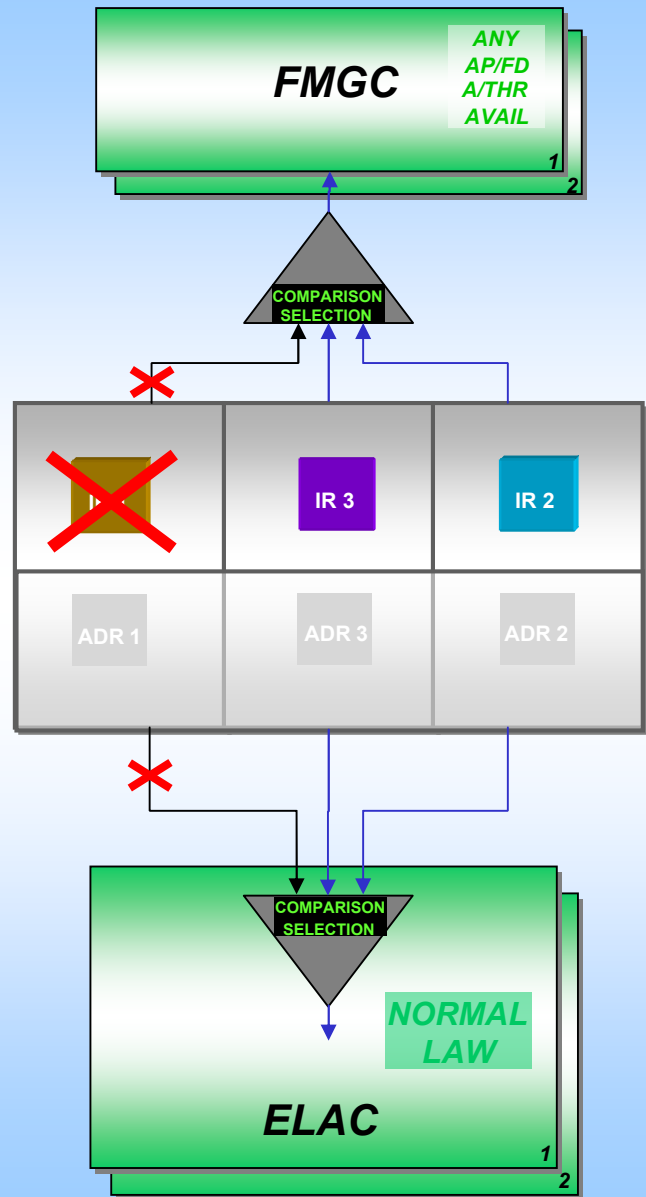 FMGC
ANY
AP/FD
A/THR
AVAIL
1
2
COMPARISON
SELECTION
IR 3
IR 2
ADR 1
ADR 3
ADR 2
COMPARISON
SELECTION
NORMAL
LAW
ELAC
1
2